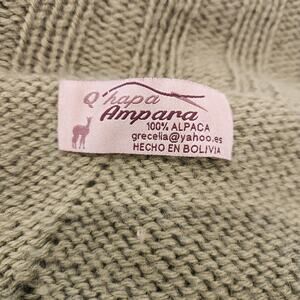 Q'hapa
Ampara
100% ALPACA
grecelia@yahoo.es
HECHO EN BOLIVIA